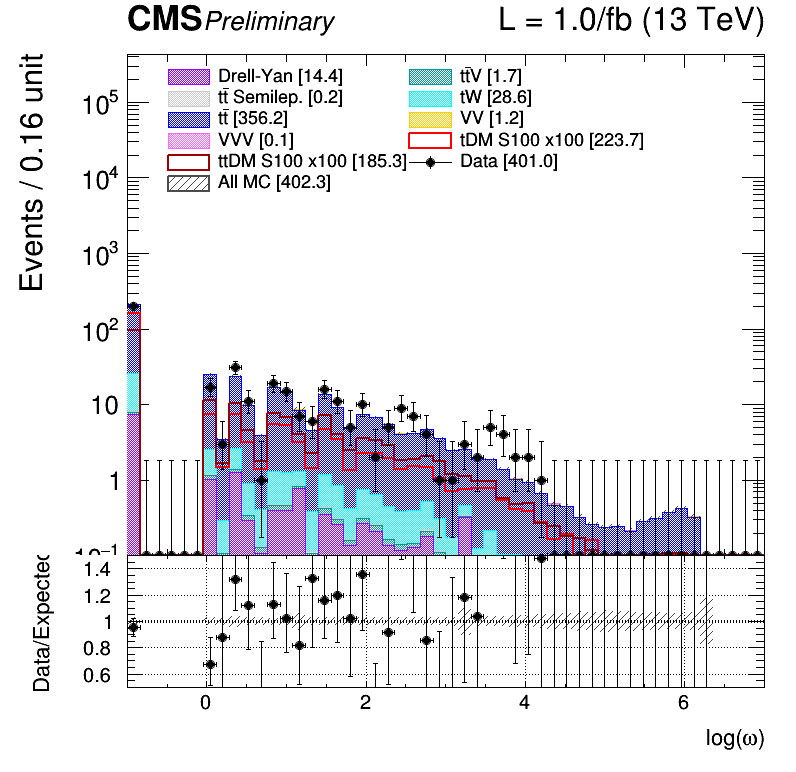 CMS Preliminary L = 1.0/fb (13 TeV)
Events / 0.16 unit
Drell-Yan [14.4] tt̄V [1.7]
tt̄ Semilep. [0.2] tW [28.6]
tt̄ [356.2] VV [1.2]
VVV [0.1] tDM S100 x100 [223.7]
ttDM S100 x100 [185.3] Data [401.0]
All MC [402.3]
10⁵
10⁴
10³
10²
10
1
10⁻¹
Data/Expected
1.4
1.2
1
0.8
0.6
0 2 4 6
log(ω)